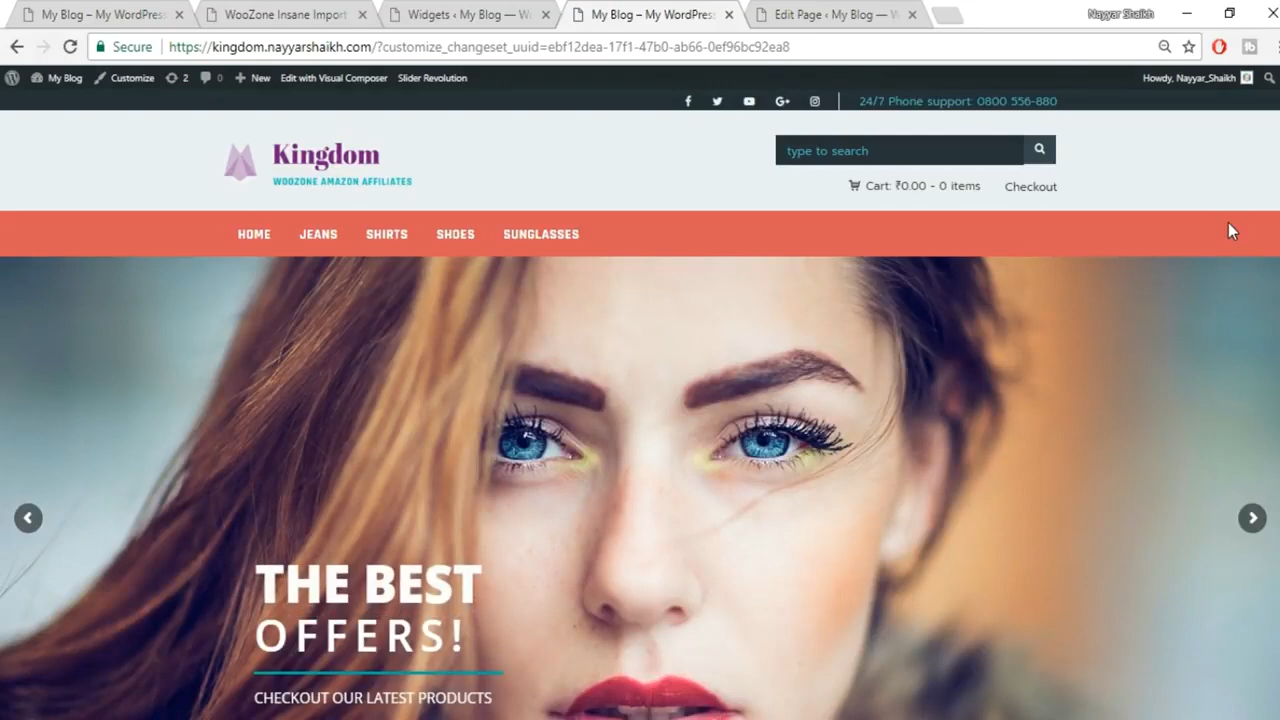 My Blog – My WordPress
WooZone Insane Import
Widgets ‹ My Blog — W
My Blog – My WordPress
Edit Page ‹ My Blog — W
Nayyar Shaikh
Secure
https://kingdom.nayyarshaikh.com/?customize_changeset_uuid=ebf12dea-17f1-47b0-ab66-0ef96bc92ea8
My Blog
Customize
2
0
New
Edit with Visual Composer
Slider Revolution
Howdy, Nayyar_Shaikh
24/7 Phone support: 0800 556-880
Kingdom
WOOZONE AMAZON AFFILIATES
type to search
Cart: ₹0.00 - 0 items
Checkout
HOME
JEANS
SHIRTS
SHOES
SUNGLASSES
THE BEST
OFFERS!
CHECKOUT OUR LATEST PRODUCTS